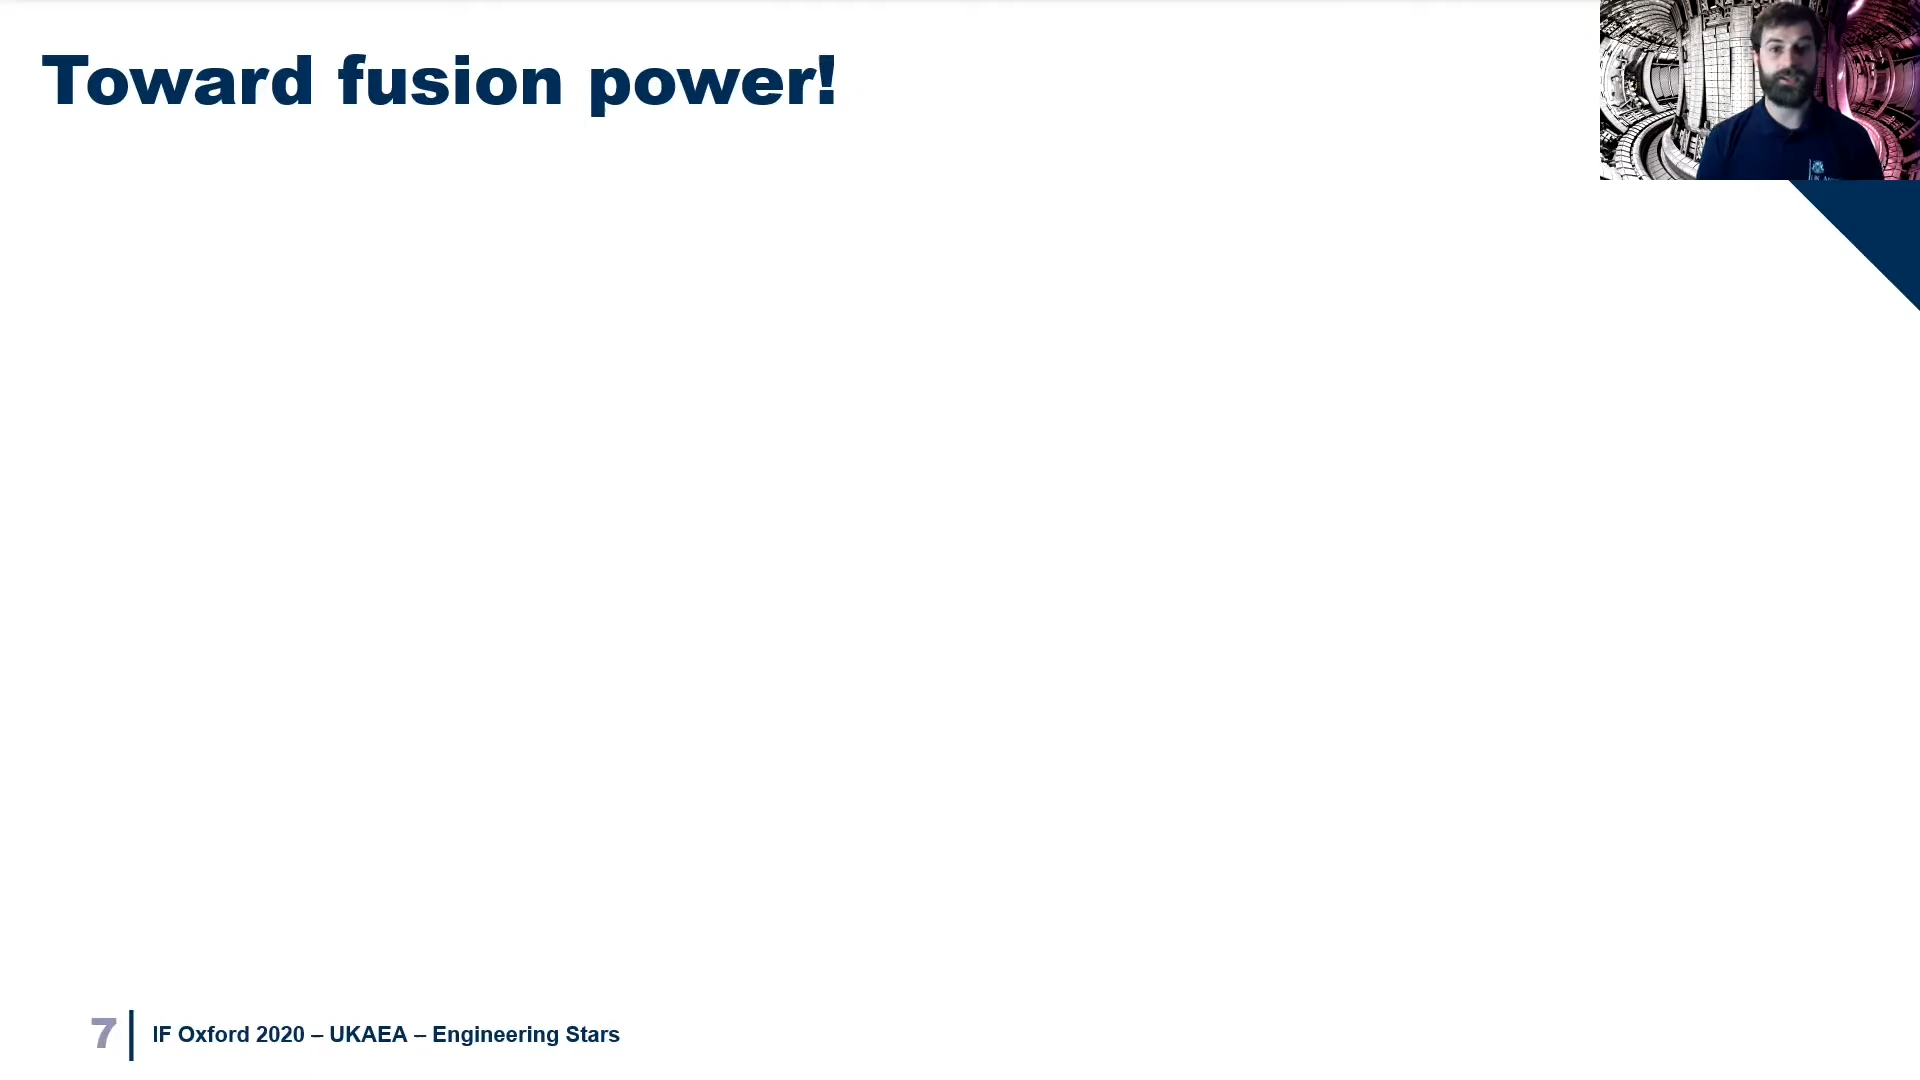 Toward fusion power!
7
IF Oxford 2020 – UKAEA – Engineering Stars